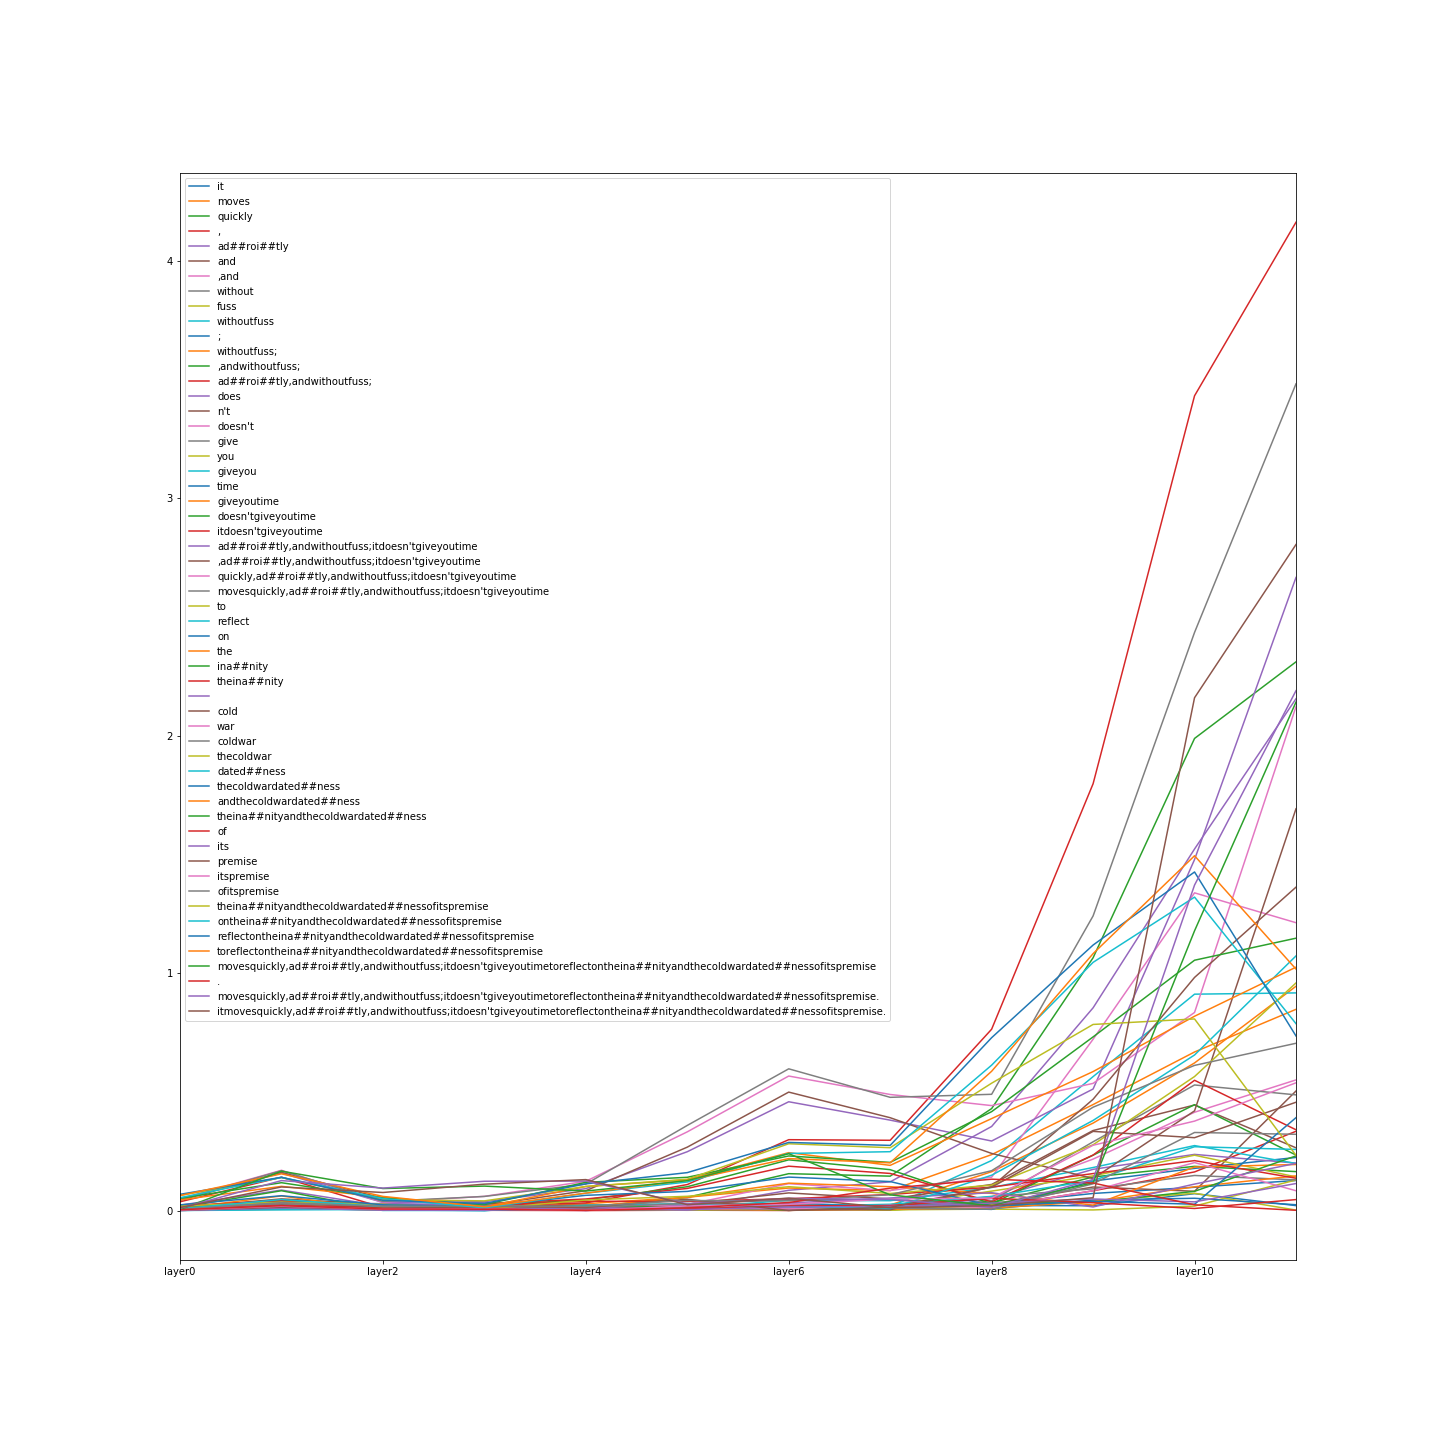 it
moves
quickly
,
ad##roi##tly
and
,and
without
fuss
withoutfuss
;
withoutfuss;
,andwithoutfuss;
ad##roi##tly,andwithoutfuss;
does
n't
doesn't
give
you
giveyou
time
giveyoutime
doesn'tgiveyoutime
itdoesn'tgiveyoutime
ad##roi##tly,andwithoutfuss;itdoesn'tgiveyoutime
,ad##roi##tly,andwithoutfuss;itdoesn'tgiveyoutime
quickly,ad##roi##tly,andwithoutfuss;itdoesn'tgiveyoutime
movesquickly,ad##roi##tly,andwithoutfuss;itdoesn'tgiveyoutime
to
reflect
on
the
ina##nity
theina##nity
cold
war
coldwar
thecoldwar
dated##ness
thecoldwardated##ness
andthecoldwardated##ness
theina##nityandthecoldwardated##ness
of
its
premise
itspremise
ofitspremise
theina##nityandthecoldwardated##nessofitspremise
ontheina##nityandthecoldwardated##nessofitspremise
reflectontheina##nityandthecoldwardated##nessofitspremise
toreflectontheina##nityandthecoldwardated##nessofitspremise
movesquickly,ad##roi##tly,andwithoutfuss;itdoesn'tgiveyoutimetoreflectontheina##nityandthecoldwardated##nessofitspremise
.
movesquickly,ad##roi##tly,andwithoutfuss;itdoesn'tgiveyoutimetoreflectontheina##nityandthecoldwardated##nessofitspremise.
itmovesquickly,ad##roi##tly,andwithoutfuss;itdoesn'tgiveyoutimetoreflectontheina##nityandthecoldwardated##nessofitspremise.
4
3
2
1
0
layer0 layer2 layer4 layer6 layer8 layer10